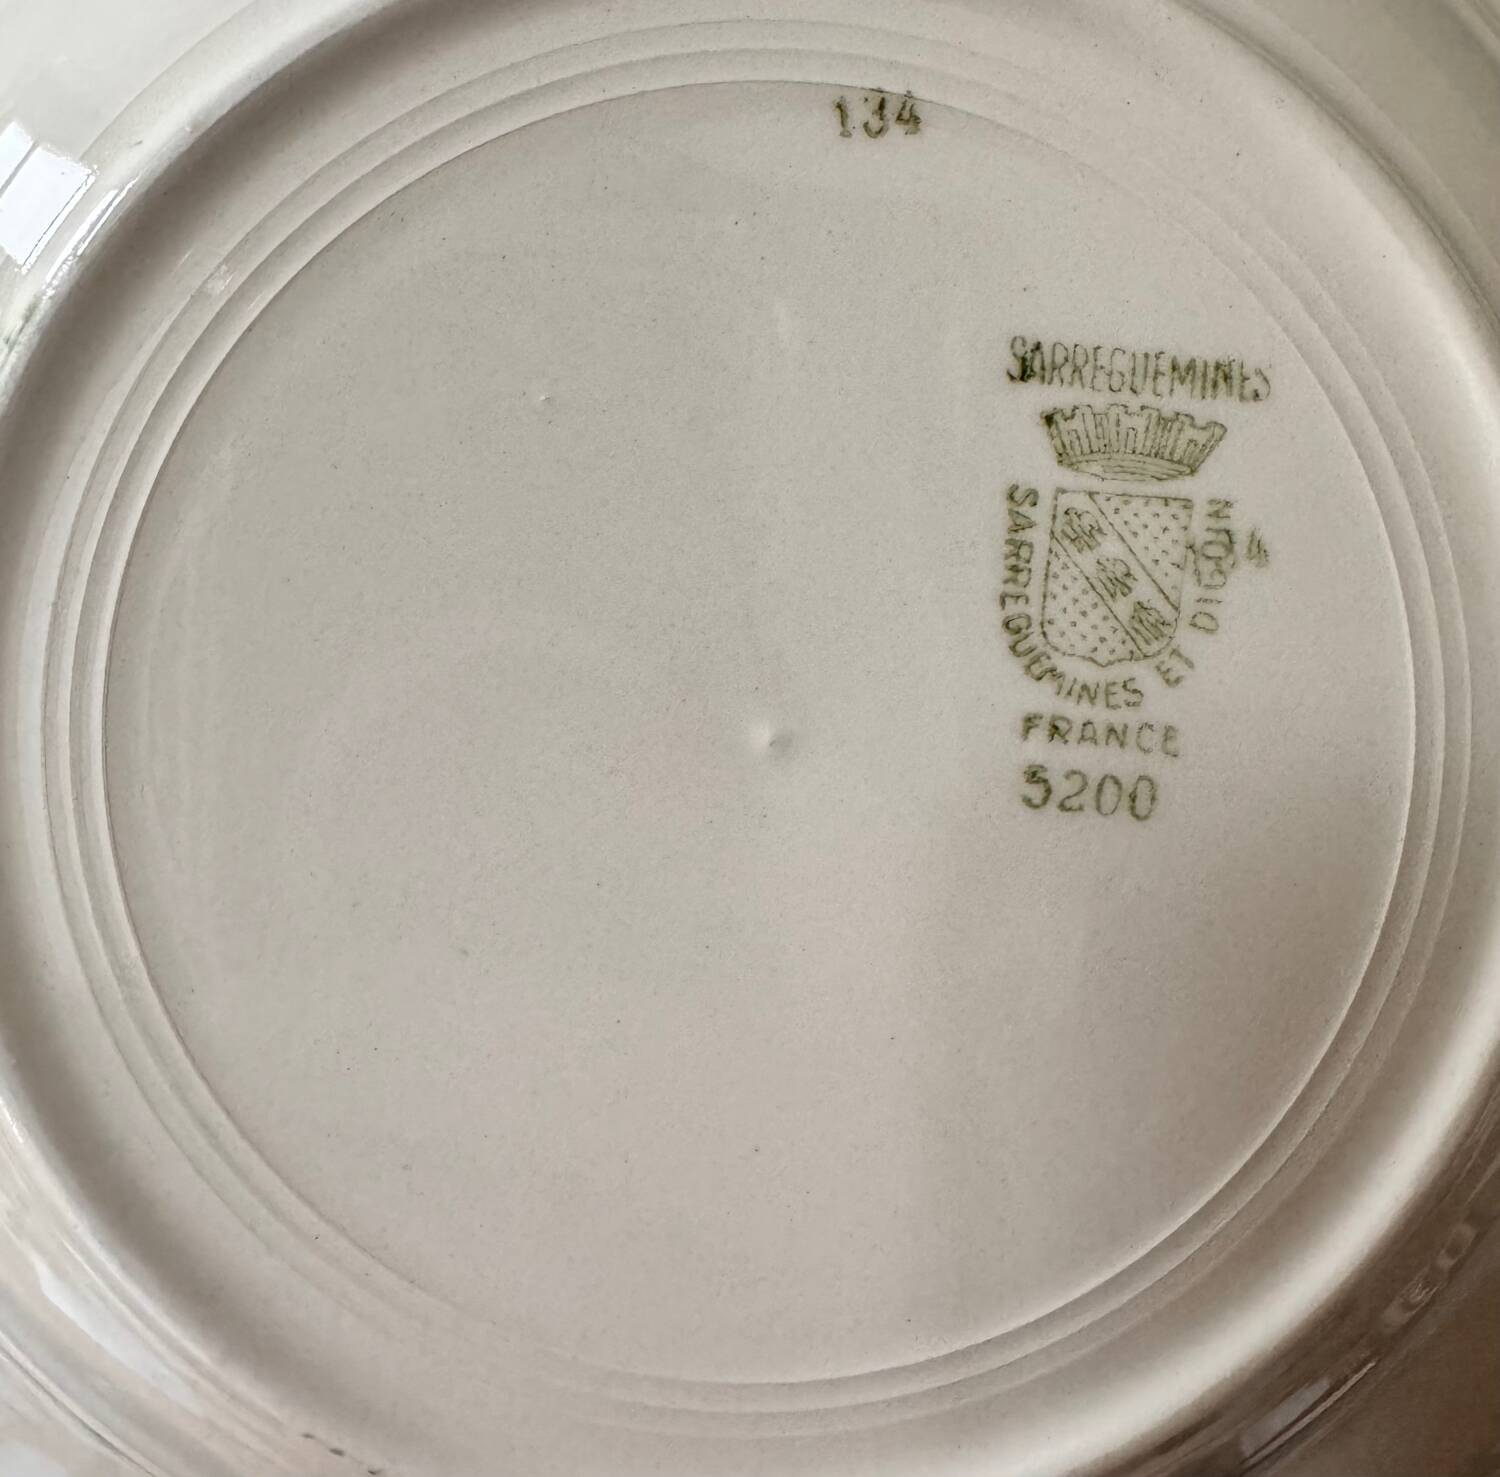 134
SARREGUEMINES
SARREGUEMINES ET DIGOIN
4
FRANCE
5200